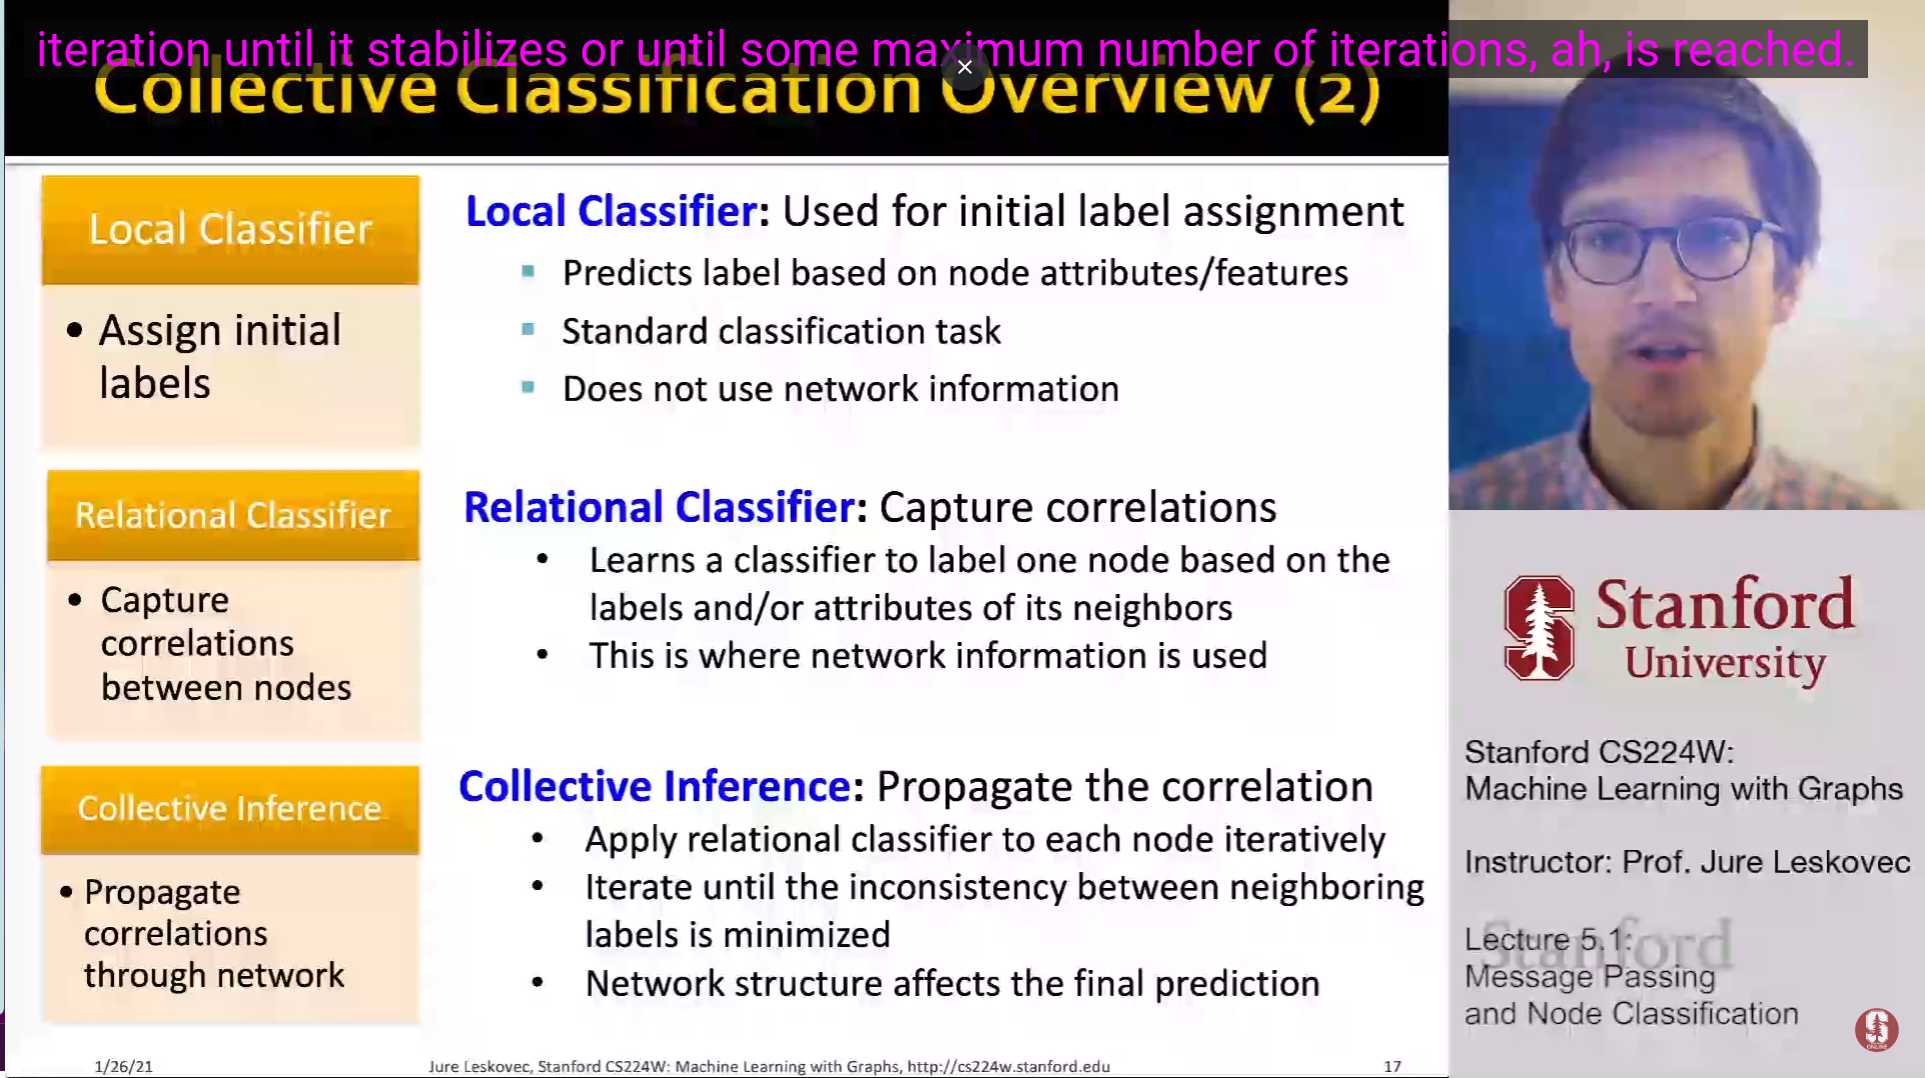 iteration until it stabilizes or until some maximum number of iterations, ah, is reached.
Collective Classification Overview (2)
Local Classifier
• Assign initial
labels
Local Classifier: Used for initial label assignment
▪ Predicts label based on node attributes/features
▪ Standard classification task
▪ Does not use network information
Relational Classifier
• Capture
correlations
between nodes
Relational Classifier: Capture correlations
• Learns a classifier to label one node based on the
labels and/or attributes of its neighbors
• This is where network information is used
Collective Inference
• Propagate
correlations
through network
Collective Inference: Propagate the correlation
• Apply relational classifier to each node iteratively
• Iterate until the inconsistency between neighboring
labels is minimized
• Network structure affects the final prediction
1/26/21
Jure Leskovec, Stanford CS224W: Machine Learning with Graphs, http://cs224w.stanford.edu
17
Stanford
University
Stanford CS224W:
Machine Learning with Graphs
Instructor: Prof. Jure Leskovec
Stanford
Lecture 5.1:
Message Passing
and Node Classification
S
ONLINE